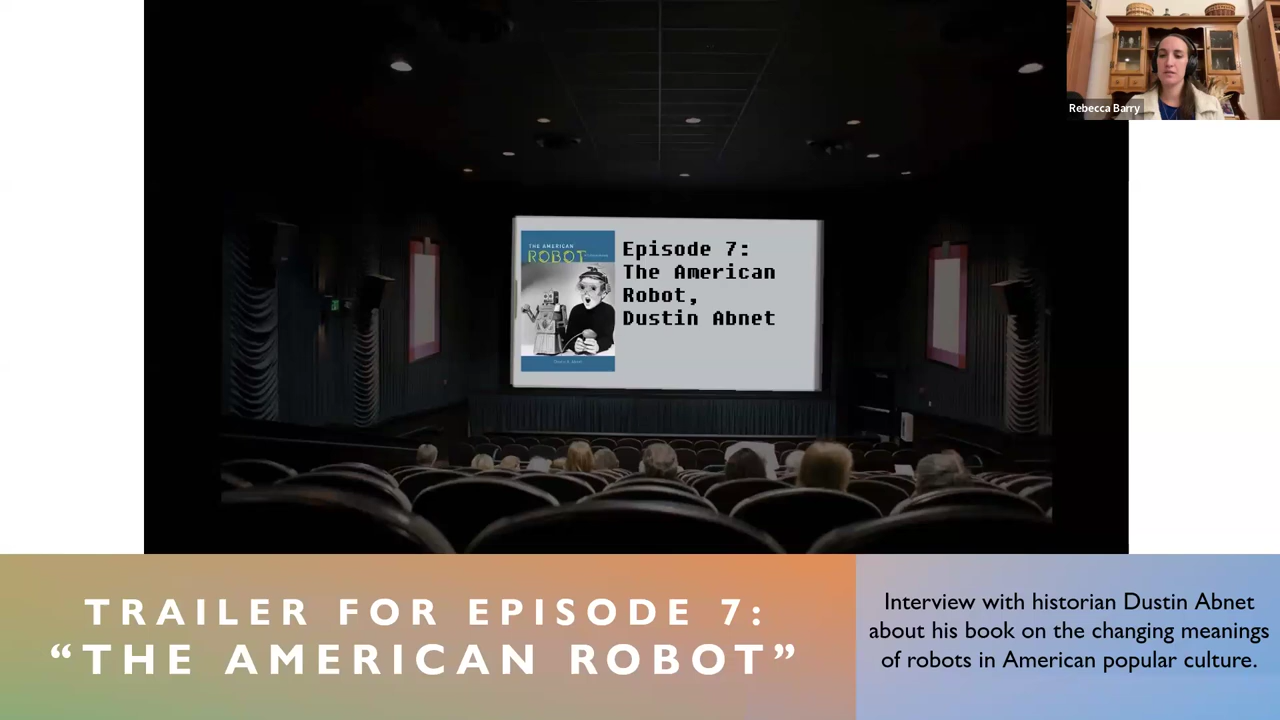 Rebecca Barry
THE AMERICAN
ROBOT
Episode 7:
The American
Robot,
Dustin Abnet
TRAILER FOR EPISODE 7:
“THE AMERICAN ROBOT”
Interview with historian Dustin Abnet
about his book on the changing meanings
of robots in American popular culture.